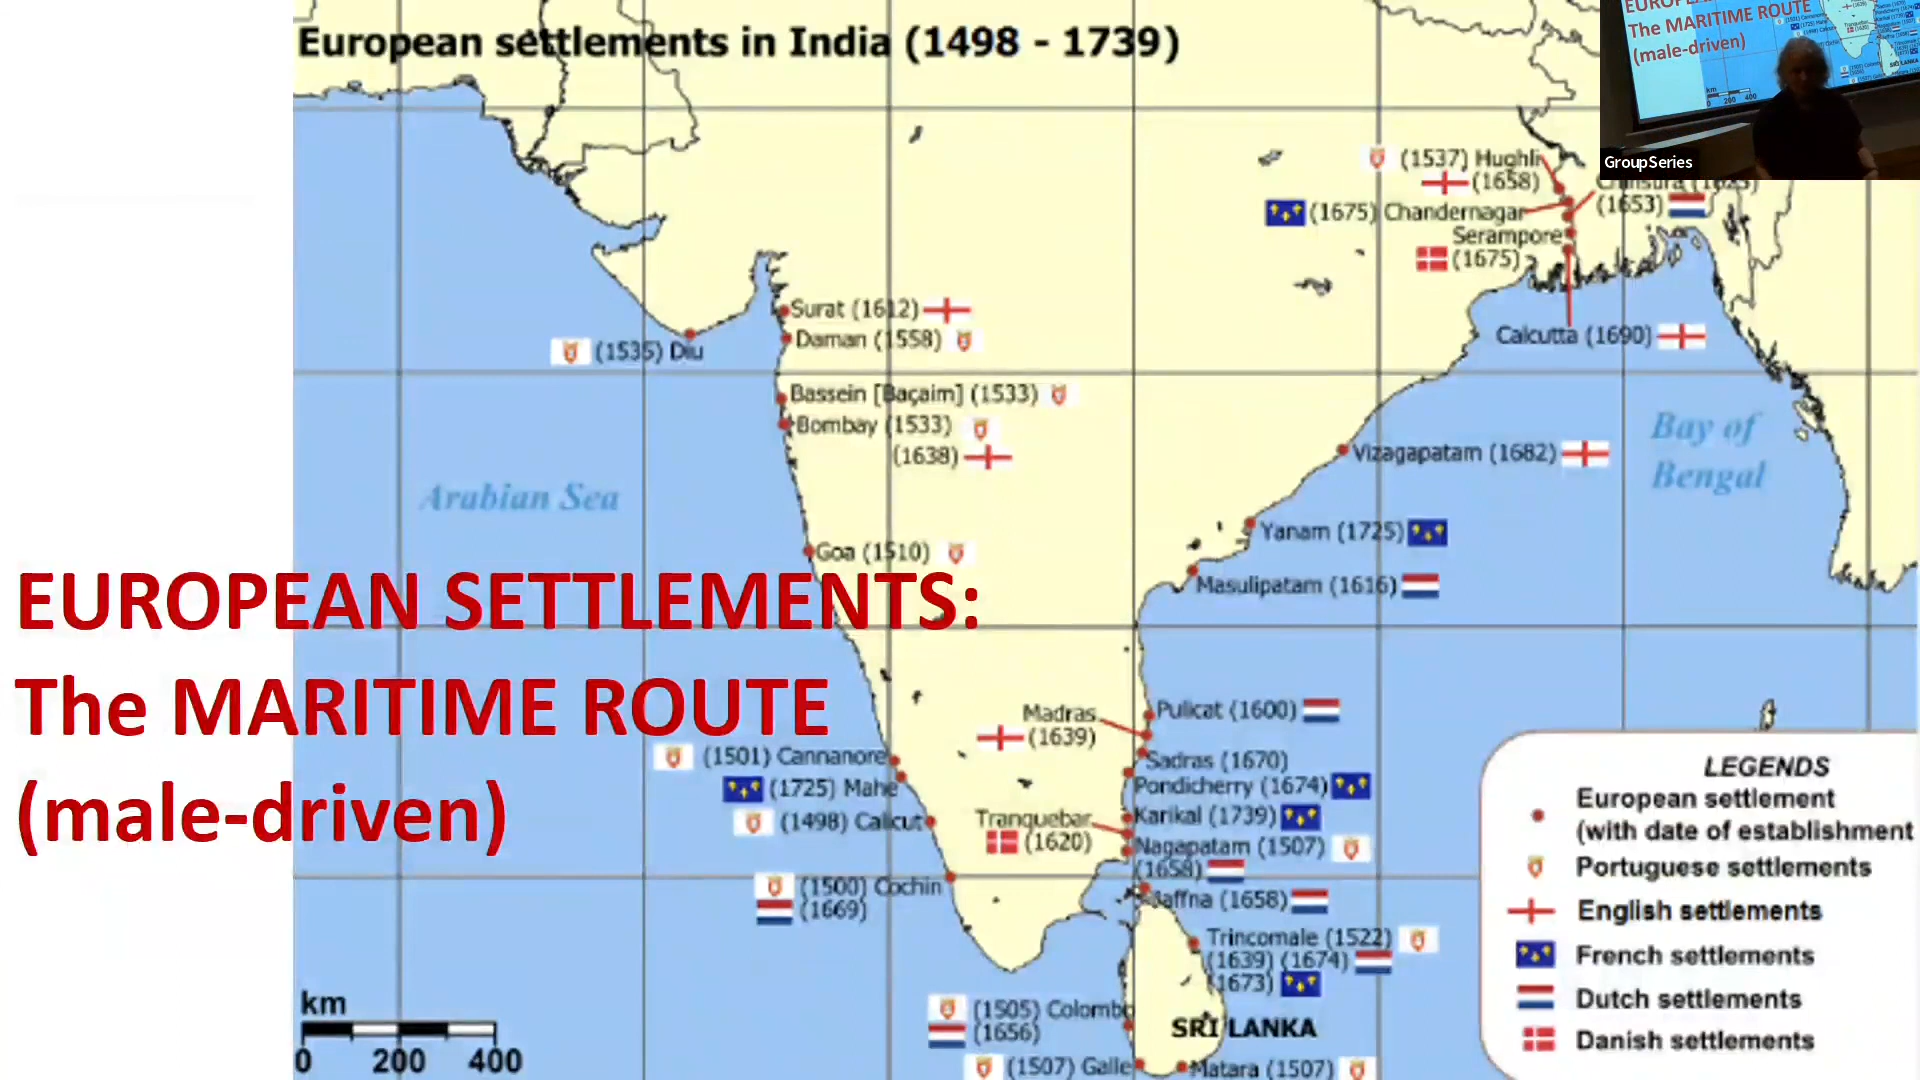 European settlements in India (1498 - 1739)
The MARITIME ROUTE
(male-driven)
GroupSeries
(1537) Hughli
(1658)
(1653)
(1675) Chandernagar
Serampore
(1675)
Calcutta (1690)
Surat (1612)
Daman (1558)
(1535) Diu
Bassein [Baçaim] (1533)
Bombay (1533)
(1638)
Arabian Sea
Bay of
Bengal
Vizagapatam (1682)
Yanam (1725)
Goa (1510)
Masulipatam (1616)
EUROPEAN SETTLEMENTS:
The MARITIME ROUTE
(male-driven)
Pulicat (1600)
Madras
(1639)
Sadras (1670)
(1501) Cannanore
Pondicherry (1674)
(1725) Mahe
Karikal (1739)
(1498) Calicut
Tranquebar
(1620)
Nagapatam (1507)
(1658)
(1500) Cochin
(1669)
Jaffna (1658)
Trincomale (1522)
(1639) (1674)
(1673)
(1505) Colombo
(1656)
SRI LANKA
(1507) Galle
Matara (1507)
km
0 200 400
LEGENDS
European settlement
(with date of establishment
Portuguese settlements
English settlements
French settlements
Dutch settlements
Danish settlements